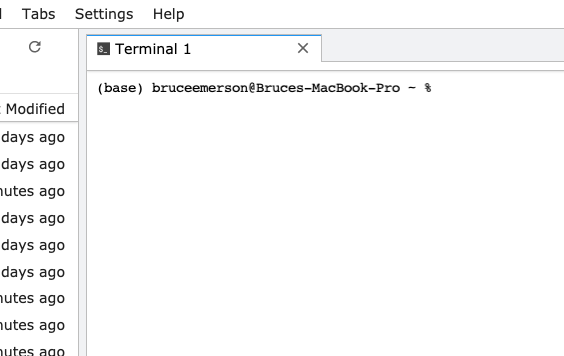 Tabs Settings Help
Terminal 1
(base) bruceemerson@Bruces-MacBook-Pro ~ %
Modified
days ago
days ago
nutes ago
days ago
days ago
days ago
nutes ago
nutes ago
nutes ago